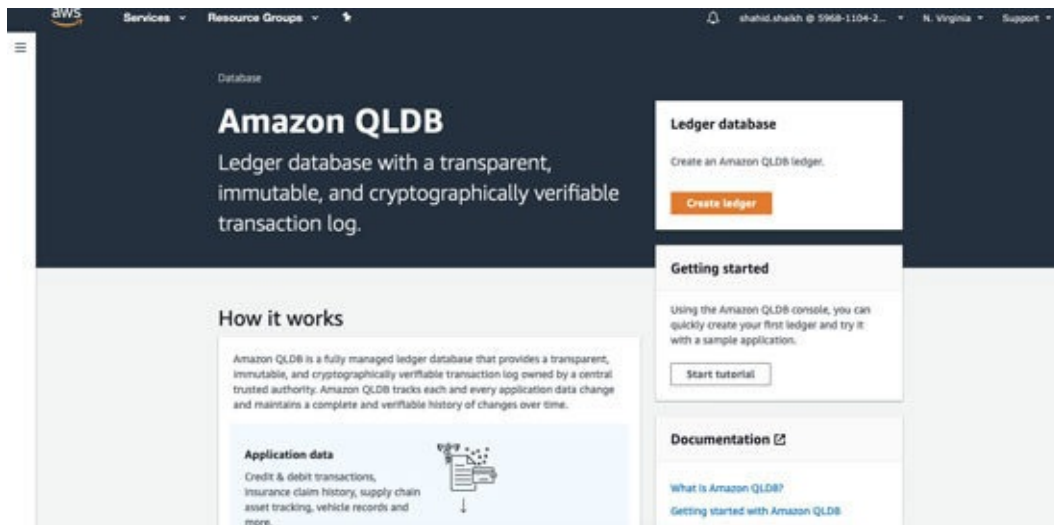 aws
Services
Resource Groups
shahid.shaikh @ 5968-1104-2...
N. Virginia
Support
Database
Amazon QLDB
Ledger database with a transparent,
immutable, and cryptographically verifiable
transaction log.
Ledger database
Create an Amazon QLDB ledger.
Create ledger
Getting started
Using the Amazon QLDB console, you can
quickly create your first ledger and try it
with a sample application.
Start tutorial
How it works
Amazon QLDB is a fully managed ledger database that provides a transparent,
immutable, and cryptographically verifiable transaction log owned by a central
trusted authority. Amazon QLDB tracks each and every application data change
and maintains a complete and verifiable history of changes over time.
Application data
Credit & debit transactions,
insurance claim history, supply chain
asset tracking, vehicle records and
more.
Documentation
What is Amazon QLDB?
Getting started with Amazon QLDB